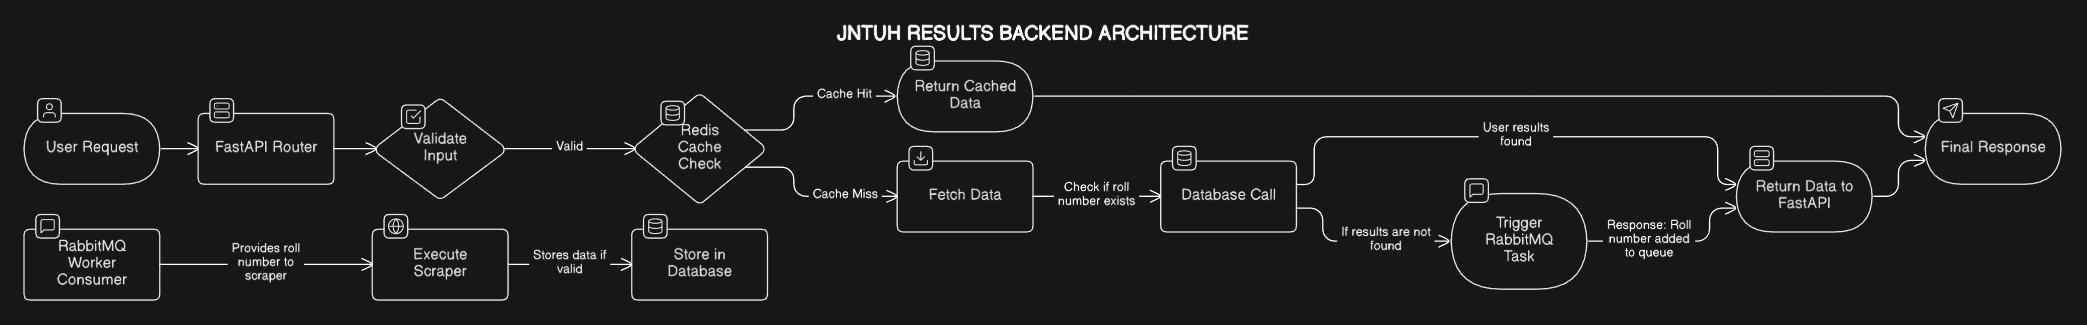 JNTUH RESULTS BACKEND ARCHITECTURE
User Request
FastAPI Router
Validate
Input
Valid
Redis
Cache
Check
Cache Hit
Return Cached
Data
Cache Miss
Fetch Data
Check if roll
number exists
Database Call
User results
found
If results are not
found
Trigger
RabbitMQ
Task
Response: Roll
number added
to queue
Return Data to
FastAPI
Final Response
RabbitMQ
Worker
Consumer
Provides roll
number to
scraper
Execute
Scraper
Stores data if
valid
Store in
Database